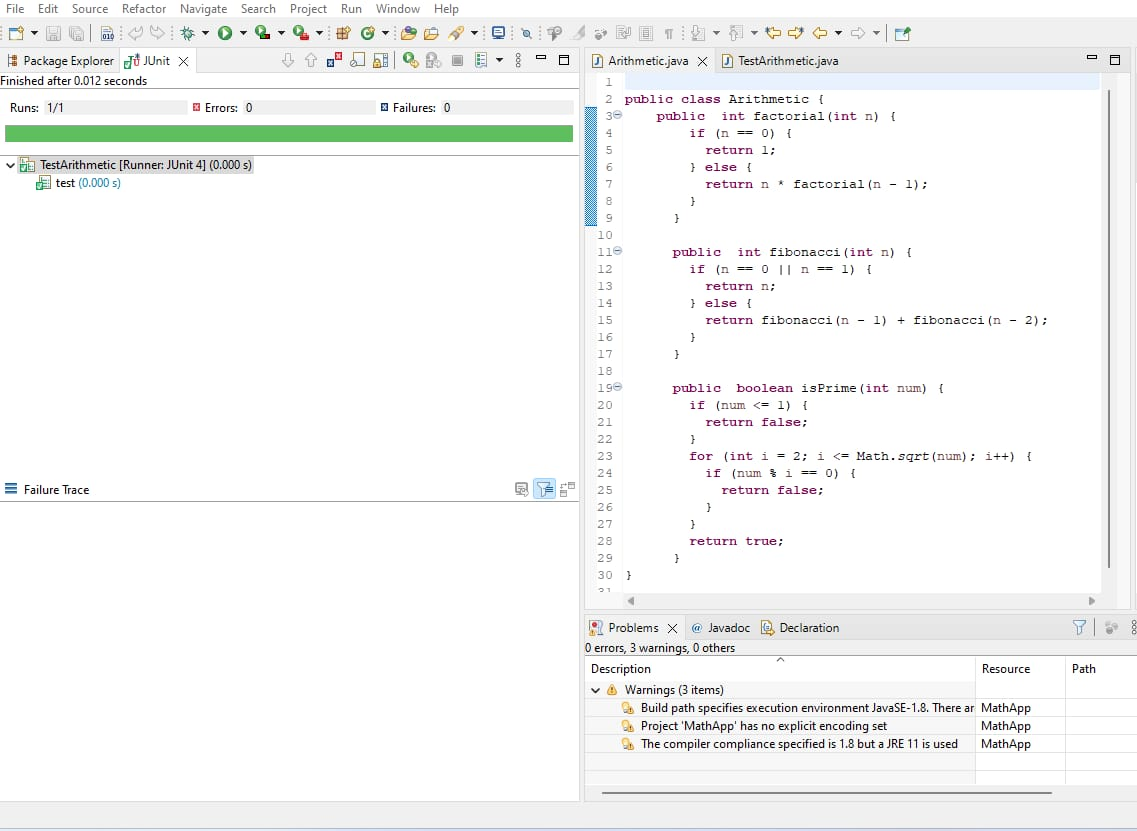 File Edit Source Refactor Navigate Search Project Run Window Help
Package Explorer JUnit
Finished after 0.012 seconds
Runs: 1/1 Errors: 0 Failures: 0
TestArithmetic [Runner: JUnit 4] (0.000 s)
test (0.000 s)
Failure Trace
Arithmetic.java TestArithmetic.java
1
2 public class Arithmetic {
3 public int factorial(int n) {
4 if (n == 0) {
5 return 1;
6 } else {
7 return n * factorial(n - 1);
8 }
9 }
10
11 public int fibonacci(int n) {
12 if (n == 0 || n == 1) {
13 return n;
14 } else {
15 return fibonacci(n - 1) + fibonacci(n - 2);
16 }
17 }
18
19 public boolean isPrime(int num) {
20 if (num <= 1) {
21 return false;
22 }
23 for (int i = 2; i <= Math.sqrt(num); i++) {
24 if (num % i == 0) {
25 return false;
26 }
27 }
28 return true;
29 }
30 }
31
Problems @ Javadoc Declaration
0 errors, 3 warnings, 0 others
Description Resource Path
Warnings (3 items)
Build path specifies execution environment JavaSE-1.8. There ar MathApp
Project 'MathApp' has no explicit encoding set MathApp
The compiler compliance specified is 1.8 but a JRE 11 is used MathApp